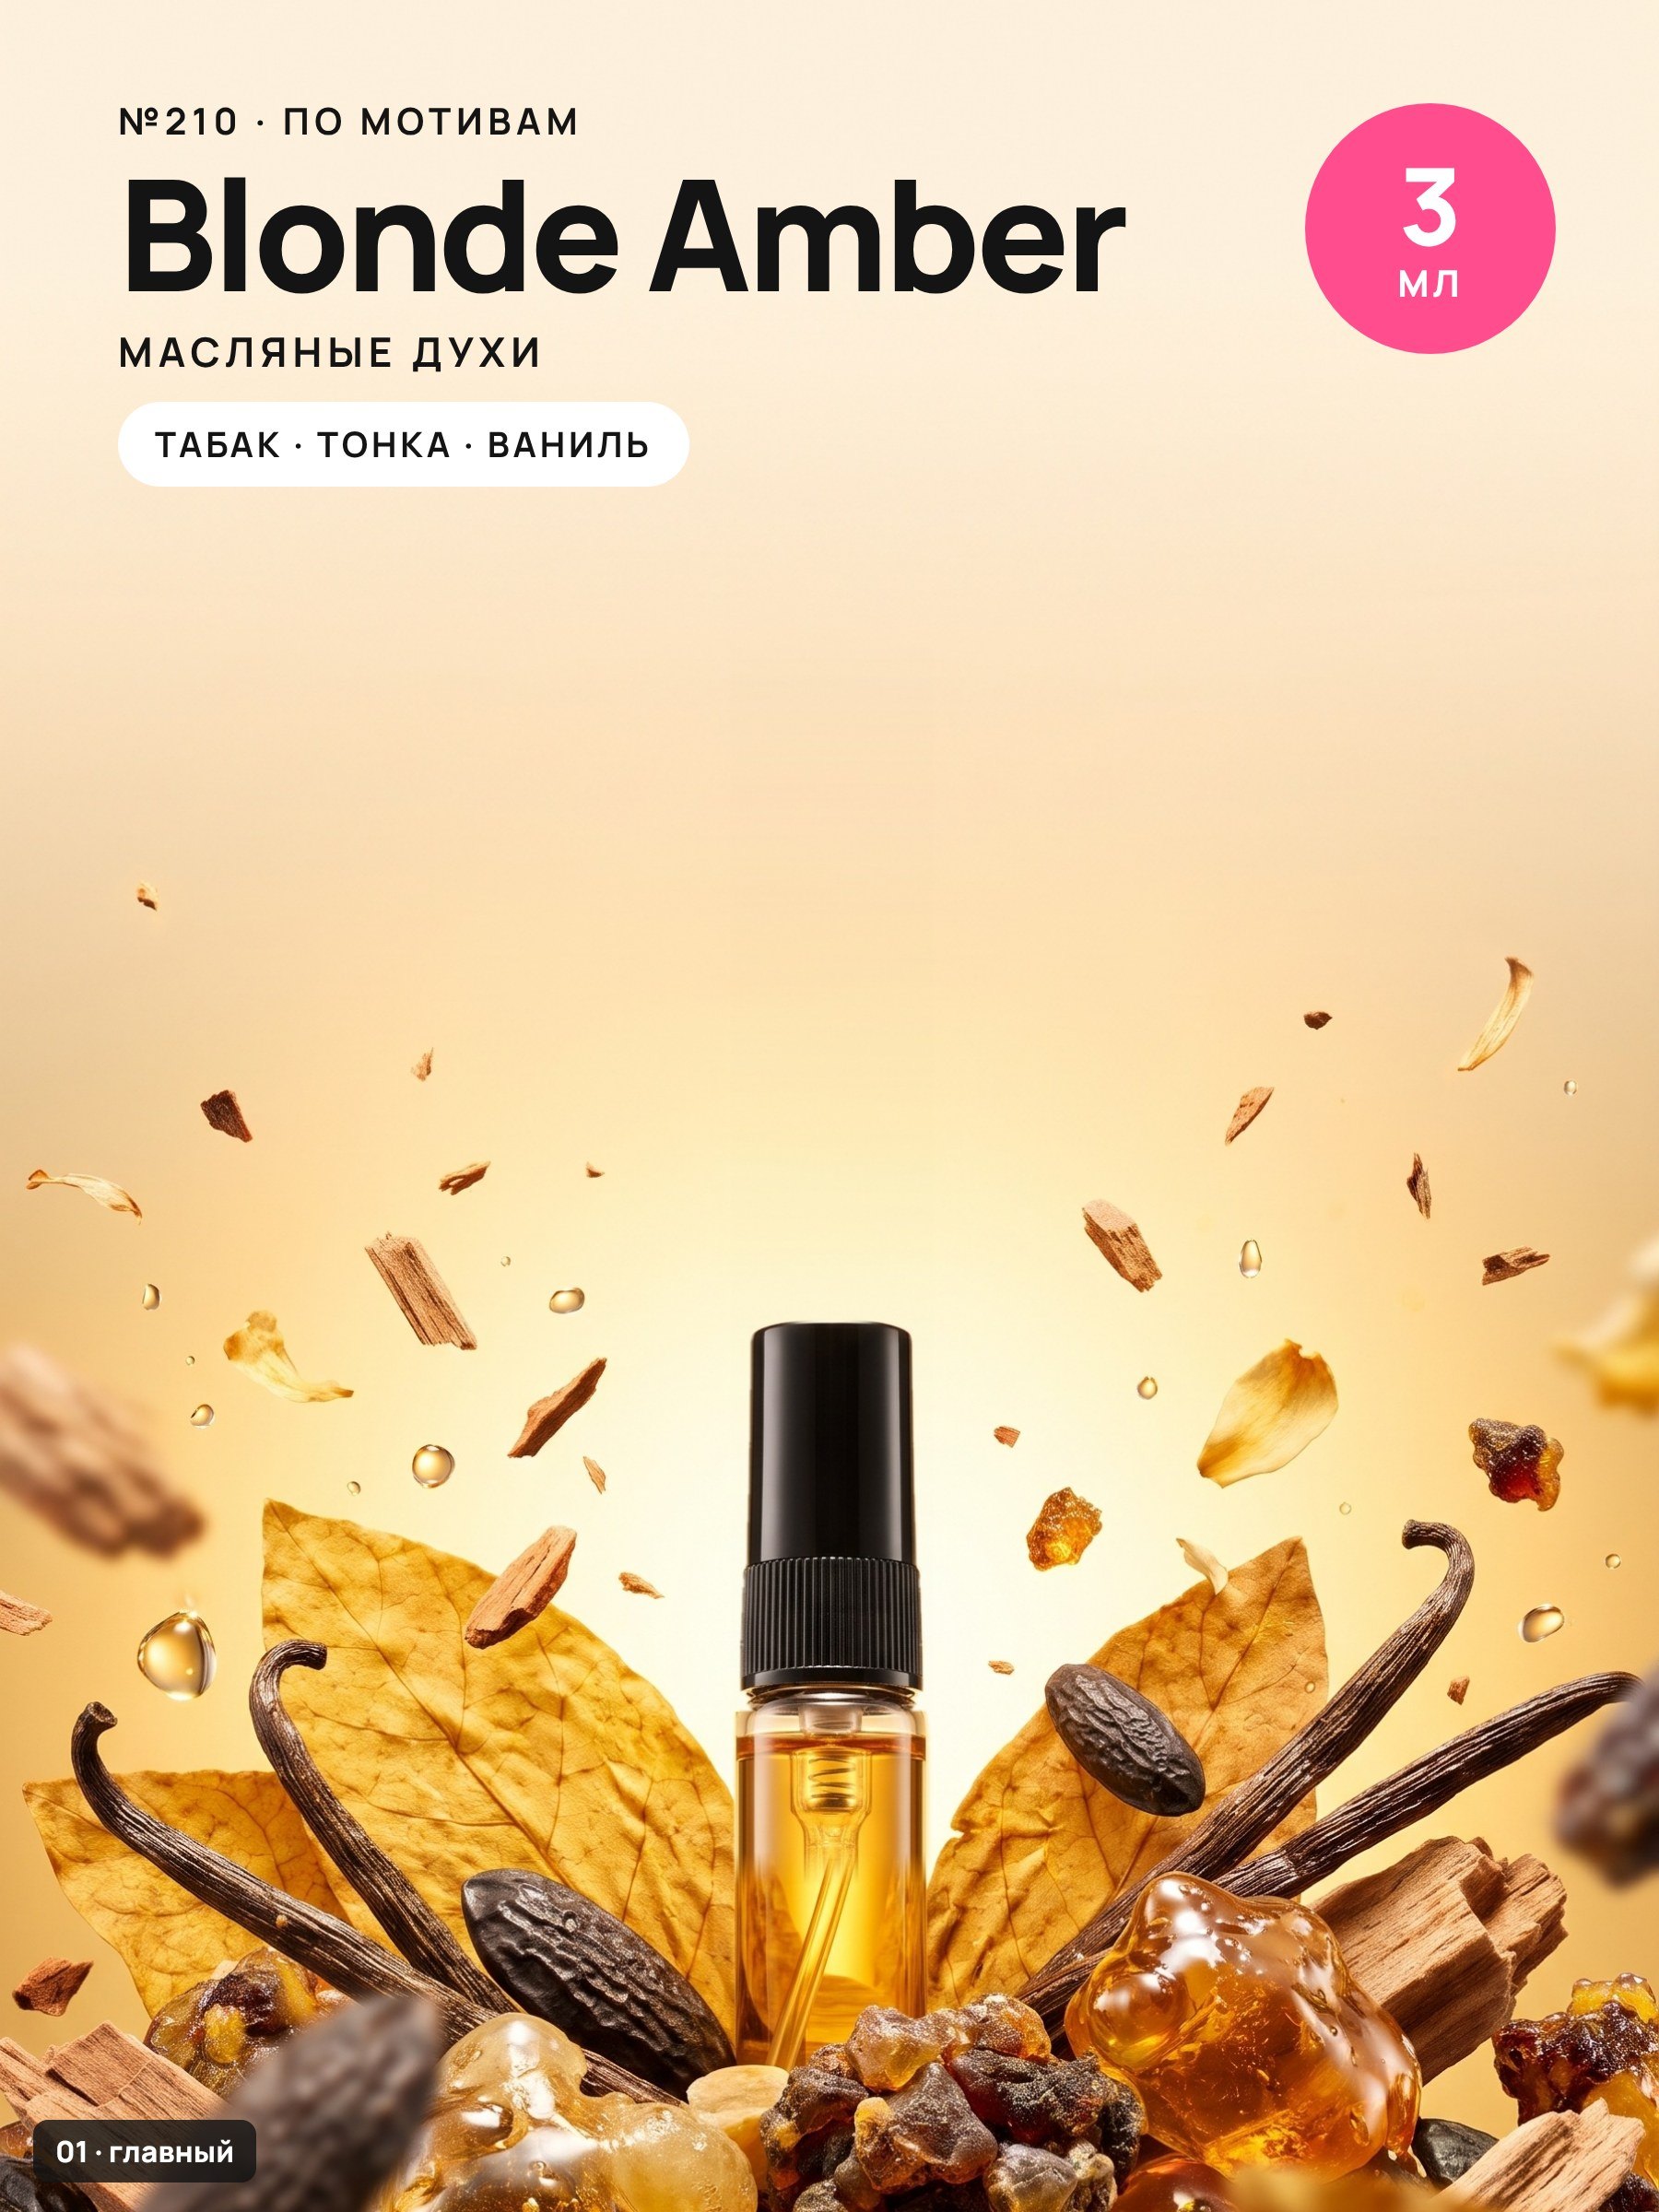 №210 · ПО МОТИВАМ
Blonde Amber
МАСЛЯНЫЕ ДУХИ
ТАБАК · ТОНКА · ВАНИЛЬ
3
МЛ
01 · главный